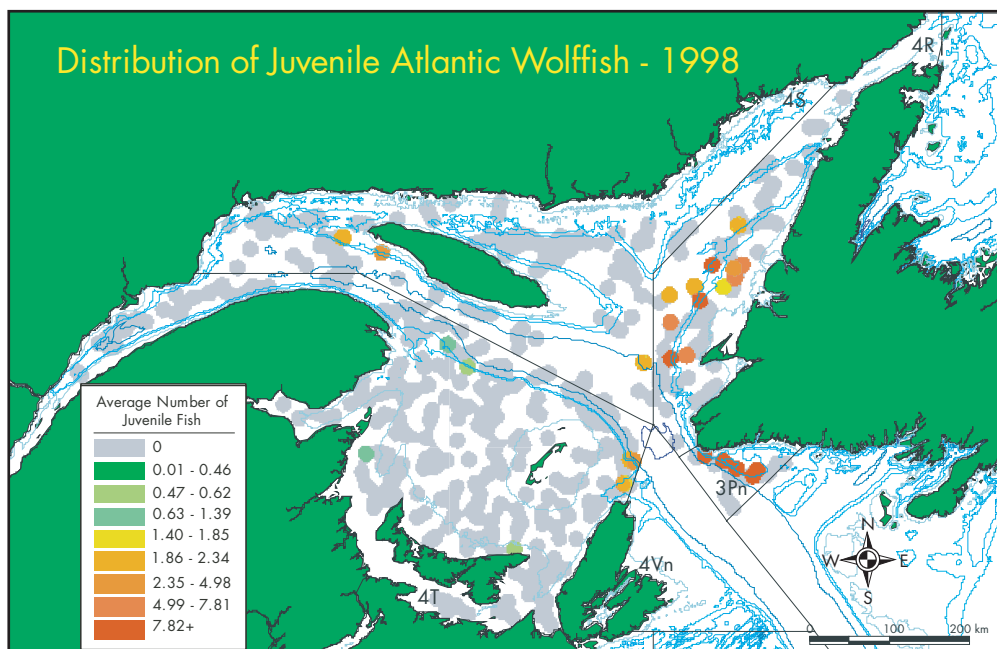 Distribution of Juvenile Atlantic Wolffish - 1998
4R
4S
Average Number of
Juvenile Fish
0
0.01 - 0.46
0.47 - 0.62
0.63 - 1.39
1.40 - 1.85
1.86 - 2.34
2.35 - 4.98
4.99 - 7.81
7.82+
3Pn
4Vn
4T
N
W E
S
0 100 200 km